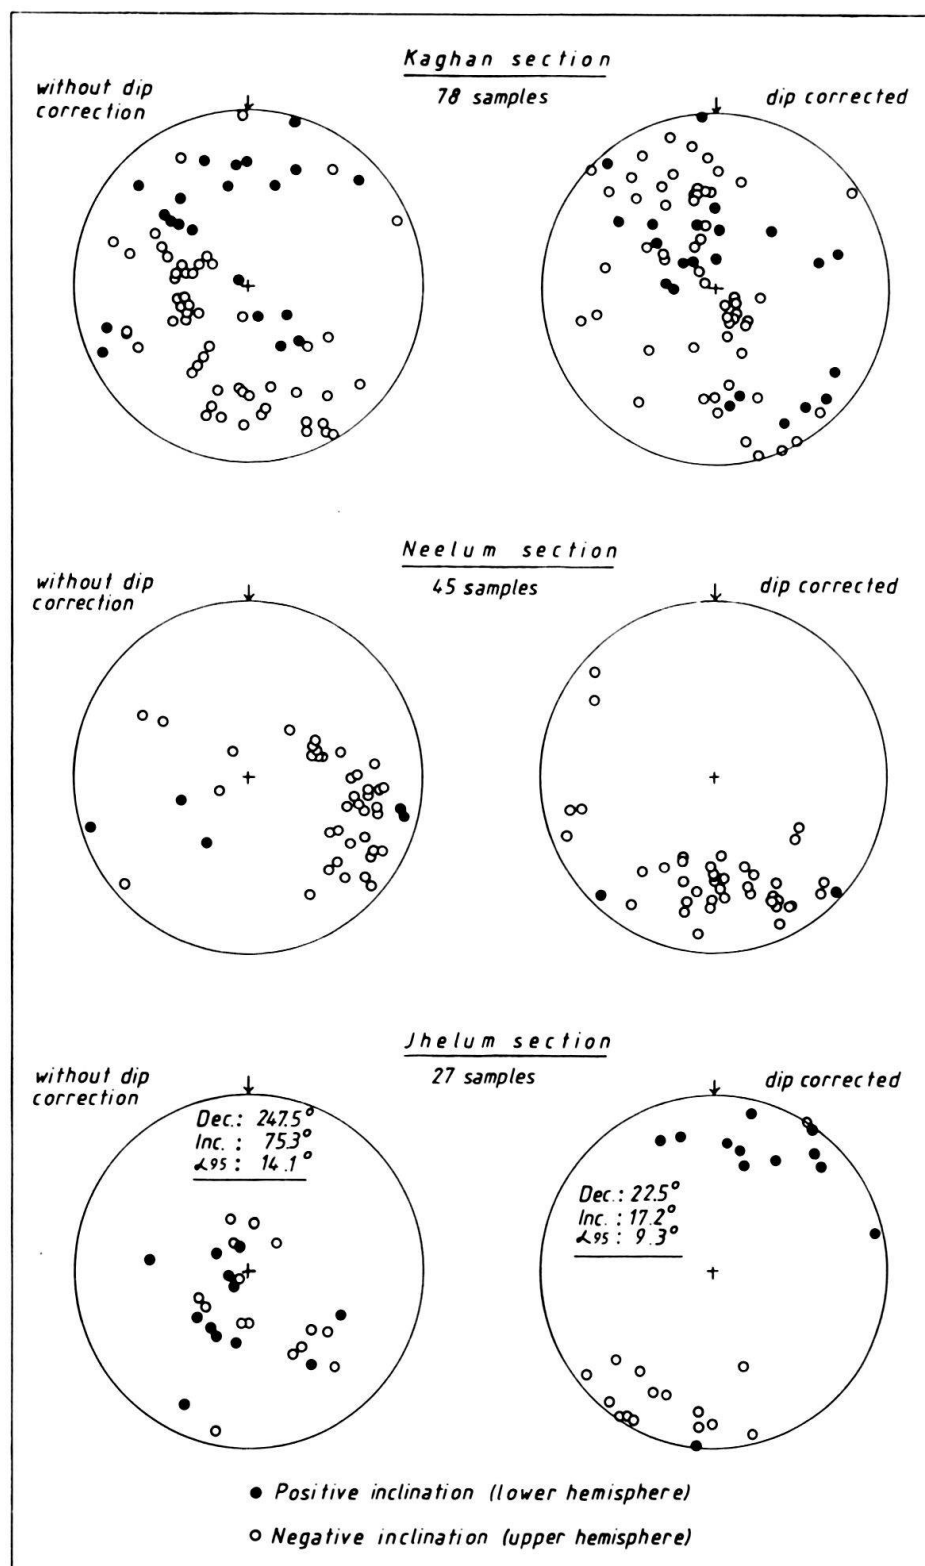 Kaghan section
without dip
correction
78 samples
dip corrected
Neelum section
without dip
correction
45 samples
dip corrected
Jhelum section
without dip
correction
27 samples
dip corrected
Dec.: 247.5°
Inc. : 75.3°
α95 : 14.1°
Dec. : 22.5°
Inc. : 17.2°
α95 : 9.3°
● Positive inclination (lower hemisphere)
○ Negative inclination (upper hemisphere)